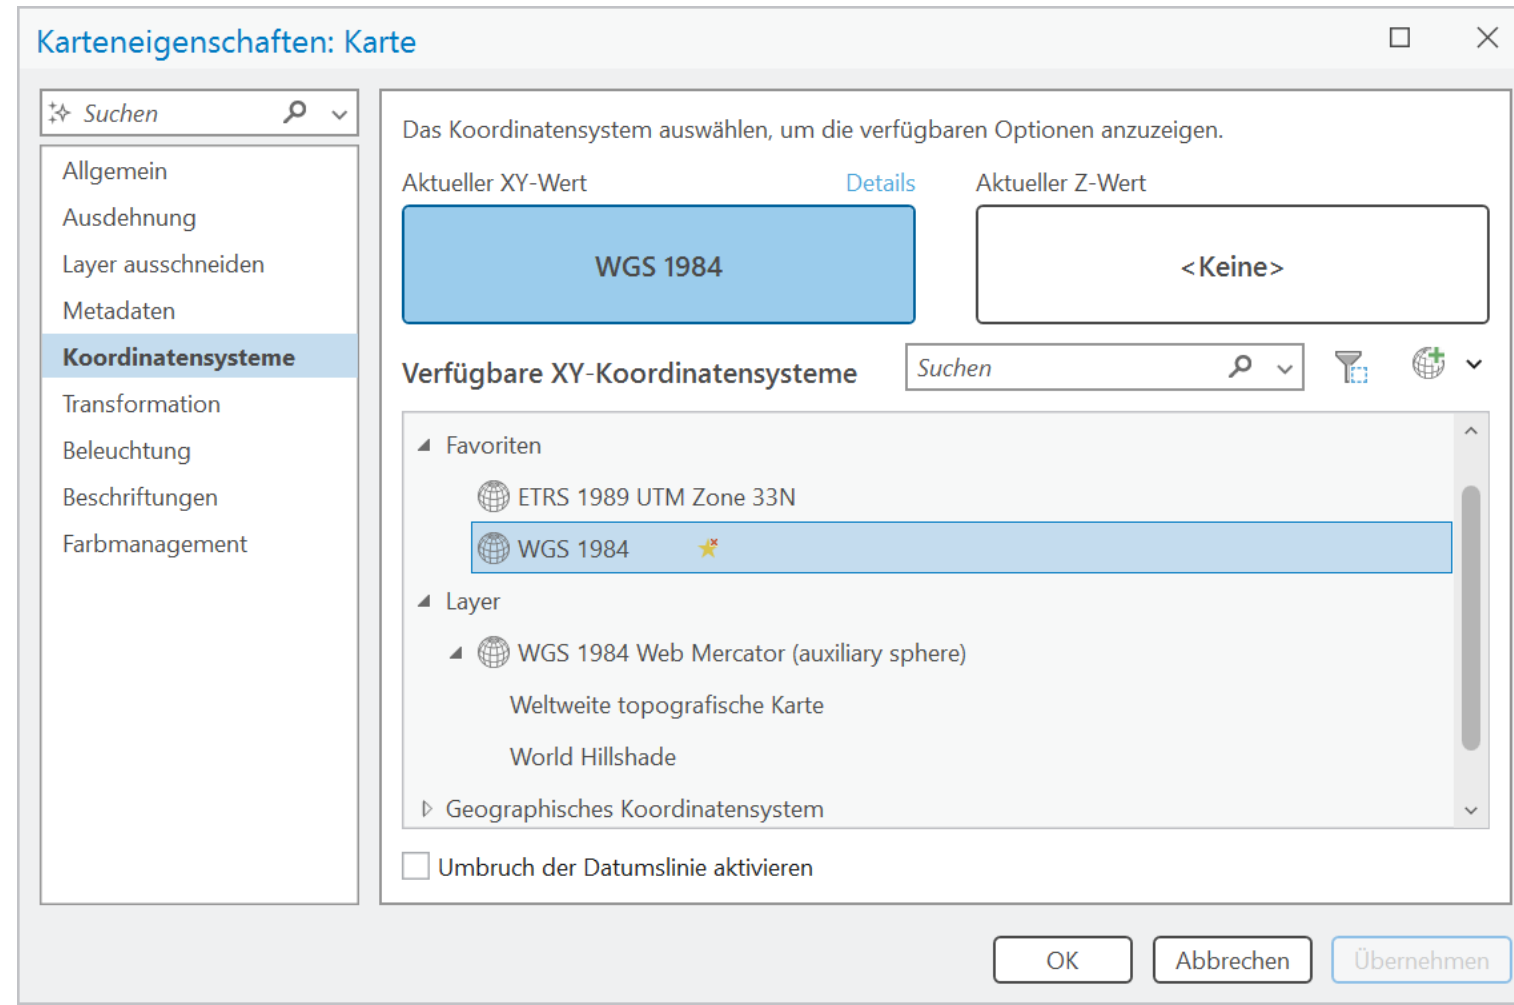 Karteneigenschaften: Karte
Suchen
Allgemein
Ausdehnung
Layer ausschneiden
Metadaten
Koordinatensysteme
Transformation
Beleuchtung
Beschriftungen
Farbmanagement
Das Koordinatensystem auswählen, um die verfügbaren Optionen anzuzeigen.
Aktueller XY-Wert Details Aktueller Z-Wert
WGS 1984 <Keine>
Verfügbare XY-Koordinatensysteme Suchen
Favoriten
ETRS 1989 UTM Zone 33N
WGS 1984
Layer
WGS 1984 Web Mercator (auxiliary sphere)
Weltweite topografische Karte
World Hillshade
Geographisches Koordinatensystem
Umbruch der Datumslinie aktivieren
OK Abbrechen Übernehmen